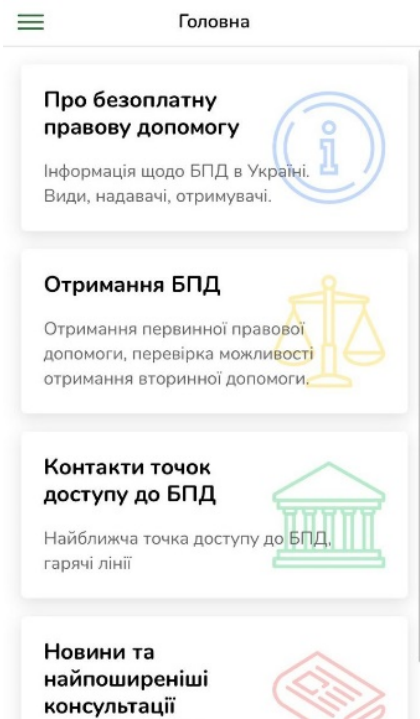 Головна
Про безоплатну
правову допомогу
Інформація щодо БПД в Україні.
Види, надавачі, отримувачі.
Отримання БПД
Отримання первинної правової
допомоги, перевірка можливості
отримання вторинної допомоги.
Контакти точок
доступу до БПД
Найближча точка доступу до БПД,
гарячі лінії
Новини та
найпоширеніші
консультації